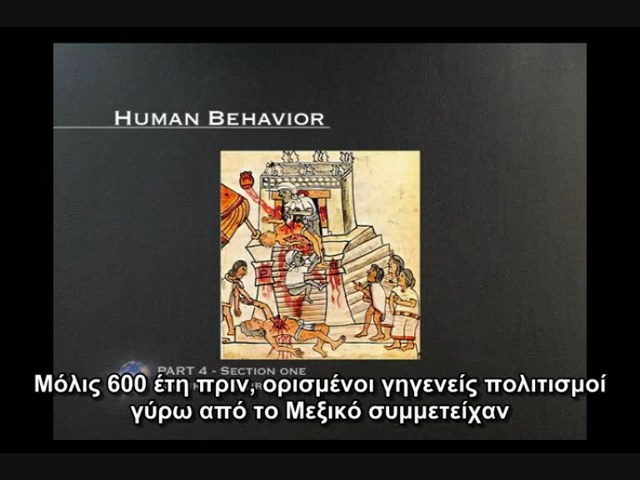 HUMAN BEHAVIOR
PART 4 - SECTION ONE
Μόλις 600 έτη πριν, ορισμένοι γηγενείς πολιτισμοί
γύρω από το Μεξικό συμμετείχαν